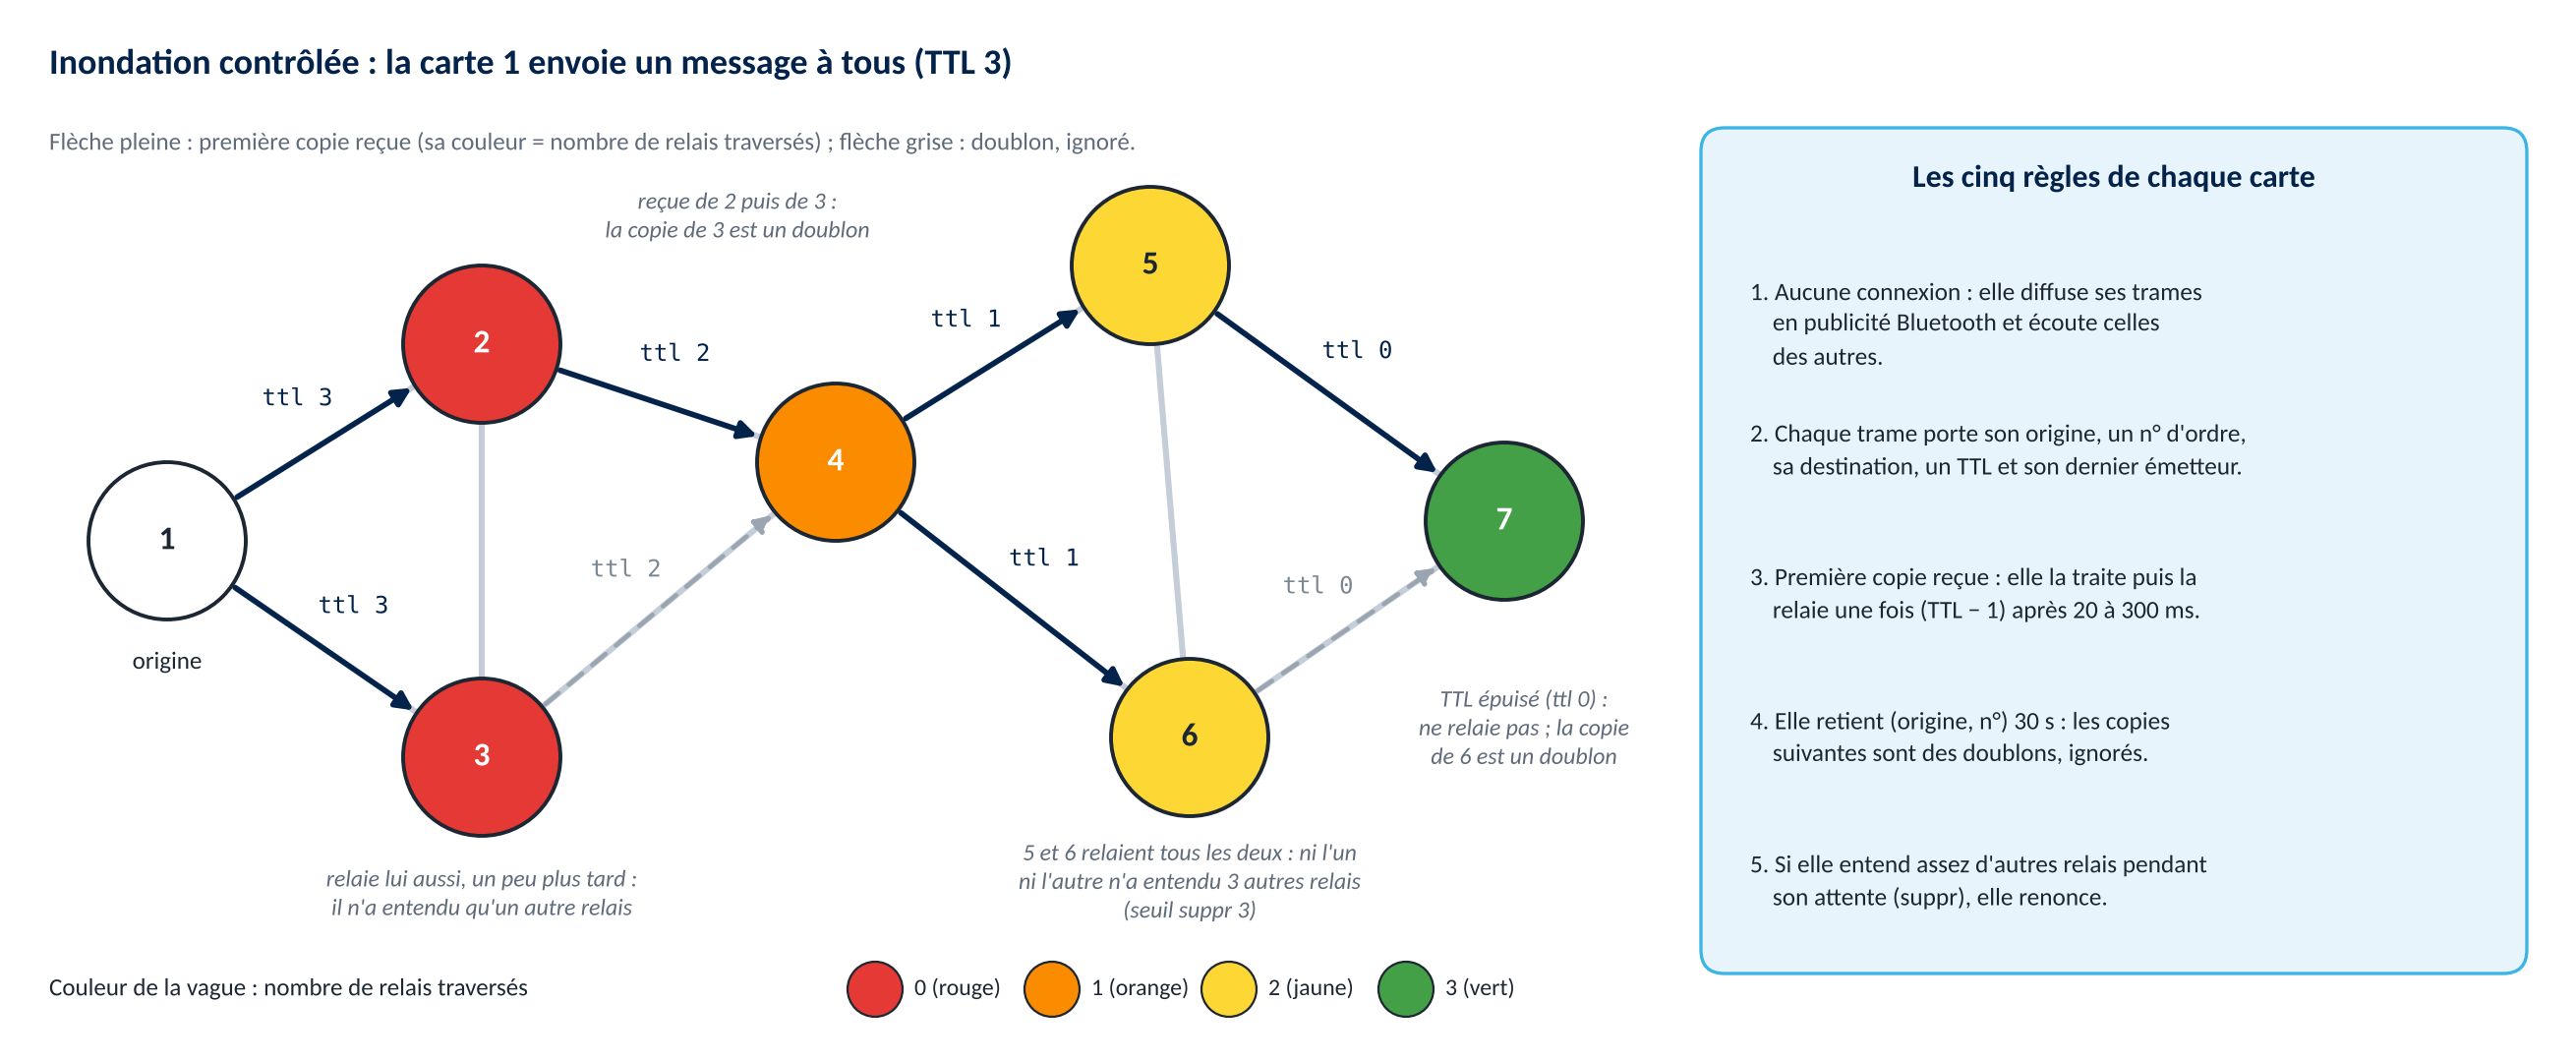 Inondation contrôlée : la carte 1 envoie un message à tous (TTL 3)
Flèche pleine : première copie reçue (sa couleur = nombre de relais traversés) ; flèche grise : doublon, ignoré.
reçue de 2 puis de 3 :
la copie de 3 est un doublon
5
ttl 1
2
ttl 2
ttl 0
ttl 3
4
7
1
ttl 2
ttl 1
ttl 0
ttl 3
origine
3
6
TTL épuisé (ttl 0) :
ne relaie pas ; la copie
de 6 est un doublon
relaie lui aussi, un peu plus tard :
il n'a entendu qu'un autre relais
5 et 6 relaient tous les deux : ni l'un
ni l'autre n'a entendu 3 autres relais
(seuil suppr 3)
Couleur de la vague : nombre de relais traversés
0 (rouge)
1 (orange)
2 (jaune)
3 (vert)
Les cinq règles de chaque carte
1. Aucune connexion : elle diffuse ses trames
en publicité Bluetooth et écoute celles
des autres.
2. Chaque trame porte son origine, un n° d'ordre,
sa destination, un TTL et son dernier émetteur.
3. Première copie reçue : elle la traite puis la
relaie une fois (TTL − 1) après 20 à 300 ms.
4. Elle retient (origine, n°) 30 s : les copies
suivantes sont des doublons, ignorés.
5. Si elle entend assez d'autres relais pendant
son attente (suppr), elle renonce.